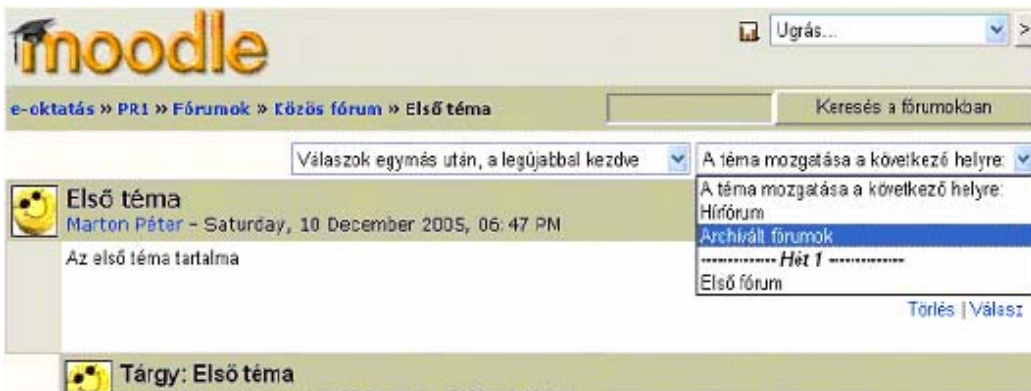 moodle
Ugrás...
>
e-oktatás » PR1 » Fórumok » Közös fórum » Első téma
Keresés a fórumokban
Válaszok egymás után, a legújabbal kezdve
A téma mozgatása a következő helyre:
A téma mozgatása a következő helyre:
Hírfórum
Archivált fórumok
-------------- Hét 1 --------------
Első fórum
Első téma
Marton Péter - Saturday, 10 December 2005, 06:47 PM
Az első téma tartalma
Törlés | Válasz
Tárgy: Első téma